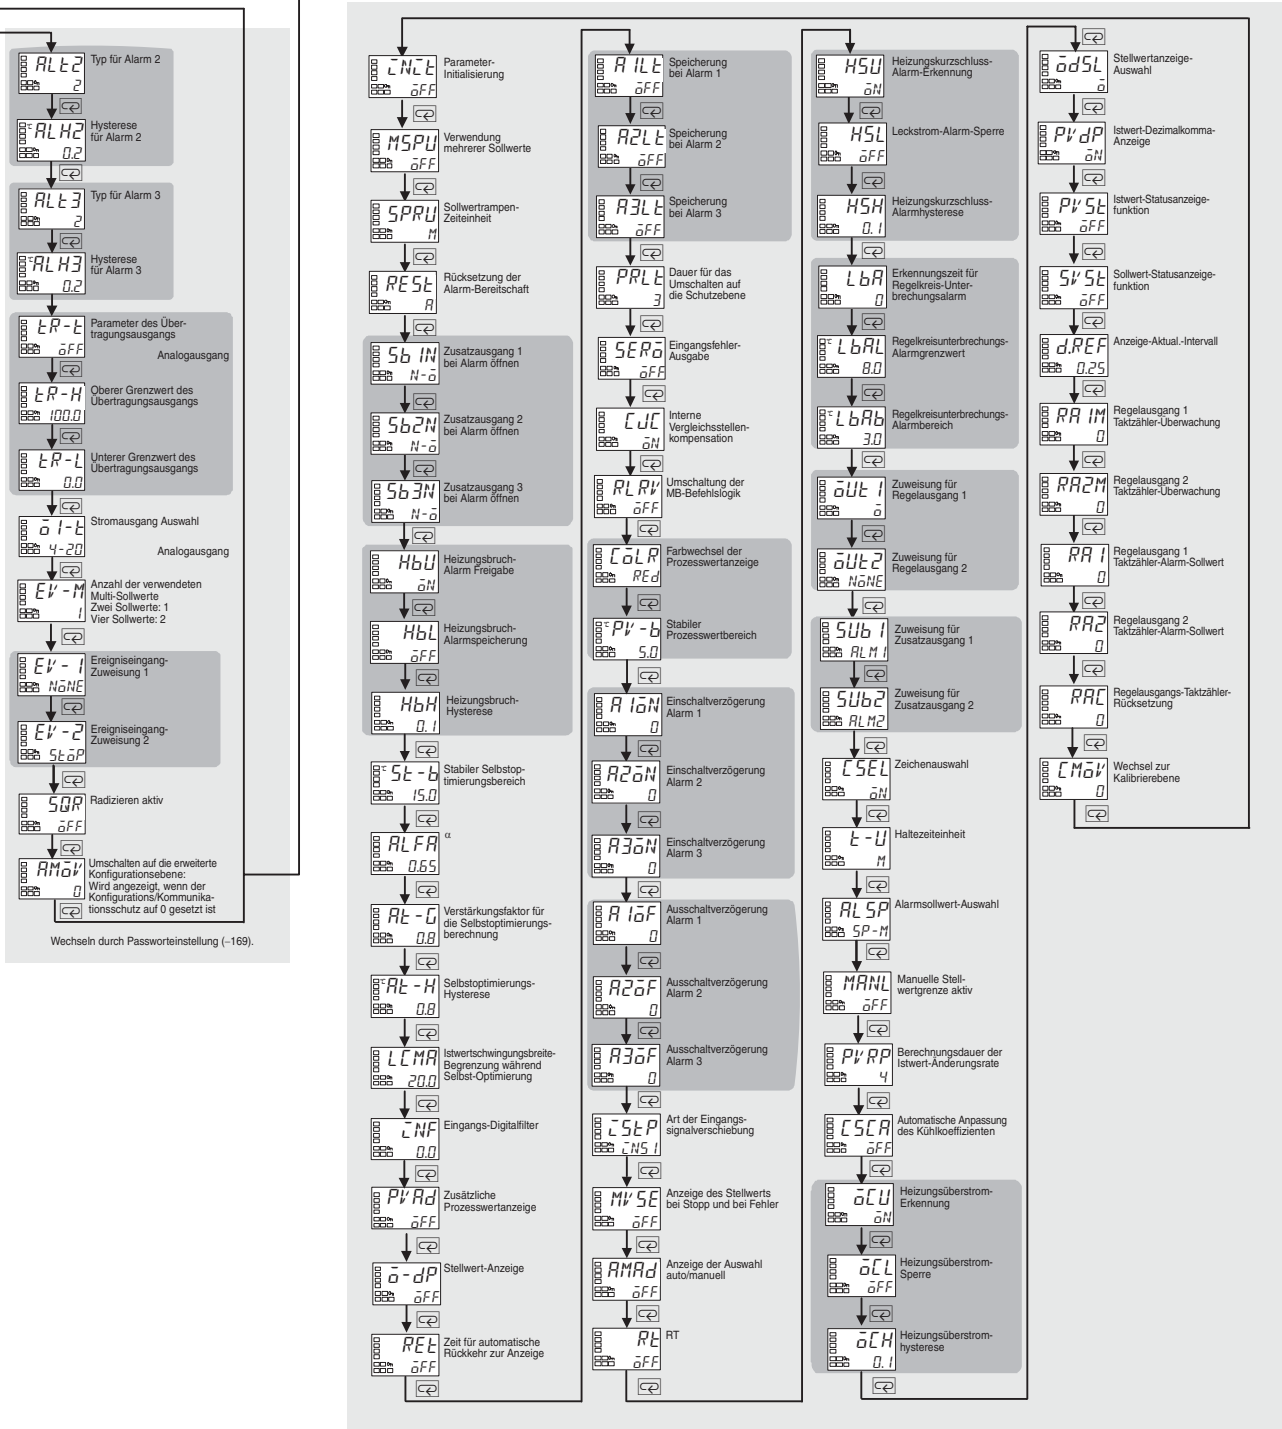 ALt2
2
Typ für Alarm 2
ALH2
0.2
Hysterese
für Alarm 2
ALt3
2
Typ für Alarm 3
ALH3
0.2
Hysterese
für Alarm 3
tR-t
oFF
Parameter des Über-
tragungsausgangs
Analogausgang
tR-H
100.0
Oberer Grenzwert des
Übertragungsausgangs
tR-L
0.0
Unterer Grenzwert des
Übertragungsausgangs
o1-t
4-20
Stromausgang Auswahl
Analogausgang
EV-M
1
Anzahl der verwendeten
Multi-Sollwerte
Zwei Sollwerte: 1
Vier Sollwerte: 2
EV-1
NoNE
Ereigniseingang-
Zuweisung 1
EV-2
StoP
Ereigniseingang-
Zuweisung 2
SQR
oFF
Radizieren aktiv
AMoV
0
Umschalten auf die erweiterte
Konfigurationsebene:
Wird angezeigt, wenn der
Konfigurations/Kommunika-
tionsschutz auf 0 gesetzt ist
Wechseln durch Passworteinstellung (–169).
iNit
oFF
Parameter-
Initialisierung
MSPU
oFF
Verwendung
mehrerer Sollwerte
SPRU
M
Sollwertrampen-
Zeiteinheit
RESt
A
Rücksetzung der
Alarm-Bereitschaft
Sb1N
N-o
Zusatzausgang 1
bei Alarm öffnen
Sb2N
N-o
Zusatzausgang 2
bei Alarm öffnen
Sb3N
N-o
Zusatzausgang 3
bei Alarm öffnen
HbU
oN
Heizungsbruch-
Alarm Freigabe
HbL
oFF
Heizungsbruch-
Alarmspeicherung
HbH
0.1
Heizungsbruch-
Hysterese
St-b
15.0
Stabiler Selbstop-
timierungsbereich
ALFA
0.65
α
At-G
0.8
Verstärkungsfaktor für
die Selbstoptimierungs-
berechnung
At-H
0.8
Selbstoptimierungs-
Hysterese
LCMA
20.0
Istwertschwingungsbreite-
Begrenzung während
Selbst-Optimierung
iNF
0.0
Eingangs-Digitalfilter
PVAd
oFF
Zusätzliche
Prozesswertanzeige
o-dP
oFF
Stellwert-Anzeige
REt
oFF
Zeit für automatische
Rückkehr zur Anzeige
A1Lt
oFF
Speicherung
bei Alarm 1
A2Lt
oFF
Speicherung
bei Alarm 2
A3Lt
oFF
Speicherung
bei Alarm 3
PRLt
3
Dauer für das
Umschalten auf
die Schutzebene
SERo
oFF
Eingangsfehler-
Ausgabe
CJC
oN
Interne
Vergleichsstellen-
kompensation
RLRV
oFF
Umschaltung der
MB-Befehlslogik
CoLR
REd
Farbwechsel der
Prozesswertanzeige
PV-b
5.0
Stabiler
Prozesswertbereich
A1oN
0
Einschaltverzögerung
Alarm 1
A2oN
0
Einschaltverzögerung
Alarm 2
A3oN
0
Einschaltverzögerung
Alarm 3
A1oF
0
Ausschaltverzögerung
Alarm 1
A2oF
0
Ausschaltverzögerung
Alarm 2
A3oF
0
Ausschaltverzögerung
Alarm 3
iStP
iNS1
Art der Eingangs-
signalverschiebung
MVSE
oFF
Anzeige des Stellwerts
bei Stopp und bei Fehler
AMAd
oFF
Anzeige der Auswahl
auto/manuell
Rt
oFF
RT
HSU
oN
Heizungskurzschluss-
Alarm-Erkennung
HSL
oFF
Leckstrom-Alarm-Sperre
HSH
0.1
Heizungskurzschluss-
Alarmhysterese
LbA
0
Erkennungszeit für
Regelkreis-Unter-
brechungsalarm
LbAL
8.0
Regelkreisunterbrechungs-
Alarmgrenzwert
LbAb
3.0
Regelkreisunterbrechungs-
Alarmbereich
oUt1
o
Zuweisung für
Regelausgang 1
oUt2
NoNE
Zuweisung für
Regelausgang 2
SUb1
ALM1
Zuweisung für
Zusatzausgang 1
SUb2
ALM2
Zuweisung für
Zusatzausgang 2
CSEL
oN
Zeichenauswahl
t-U
M
Haltezeiteinheit
ALSP
SP-M
Alarmsollwert-Auswahl
MANL
oFF
Manuelle Stell-
wertgrenze aktiv
PVRP
4
Berechnungsdauer der
Istwert-Änderungsrate
CSCA
oFF
Automatische Anpassung
des Kühlkoeffizienten
oCU
oN
Heizungsüberstrom-
Erkennung
oCL
oFF
Heizungsüberstrom-
Sperre
oCH
0.1
Heizungsüberstrom-
hysterese
odSL
o
Stellwertanzeige-
Auswahl
PVdP
oN
Istwert-Dezimalkomma-
Anzeige
PVSt
oFF
Istwert-Statusanzeige-
funktion
SVSt
oFF
Sollwert-Statusanzeige-
funktion
d.REF
0.25
Anzeige-Aktual.-Intervall
RA1M
0
Regelausgang 1
Taktzähler-Überwachung
RA2M
0
Regelausgang 2
Taktzähler-Überwachung
RA1
0
Regelausgang 1
Taktzähler-Alarm-Sollwert
RA2
0
Regelausgang 2
Taktzähler-Alarm-Sollwert
RAC
0
Regelausgangs-Taktzähler-
Rücksetzung
CMoV
0
Wechsel zur
Kalibrierebene